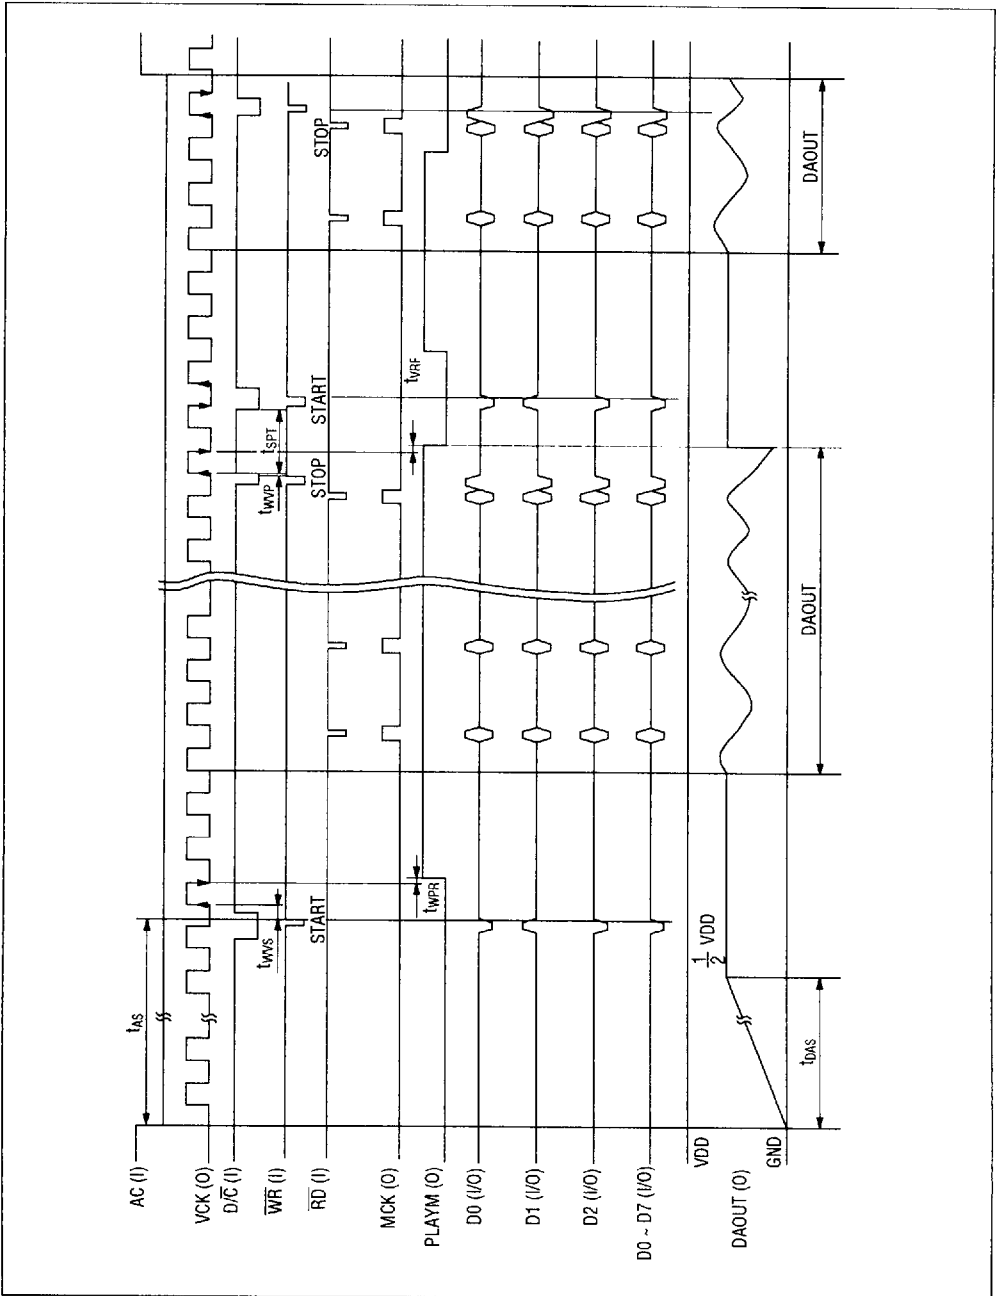 AC (I)
VCK (O)
D/C̅ (I)
W̅R̅ (I)
R̅D̅ (I)
MCK (O)
PLAYM (O)
D0 (I/O)
D1 (I/O)
D2 (I/O)
D0 ~ D7 (I/O)
VDD
DAOUT (O)
GND
tAS
tWVS
START
tWPR
1/2 VDD
tDAS
tWVP
STOP
tSPT
START
tVRF
STOP
DAOUT
DAOUT